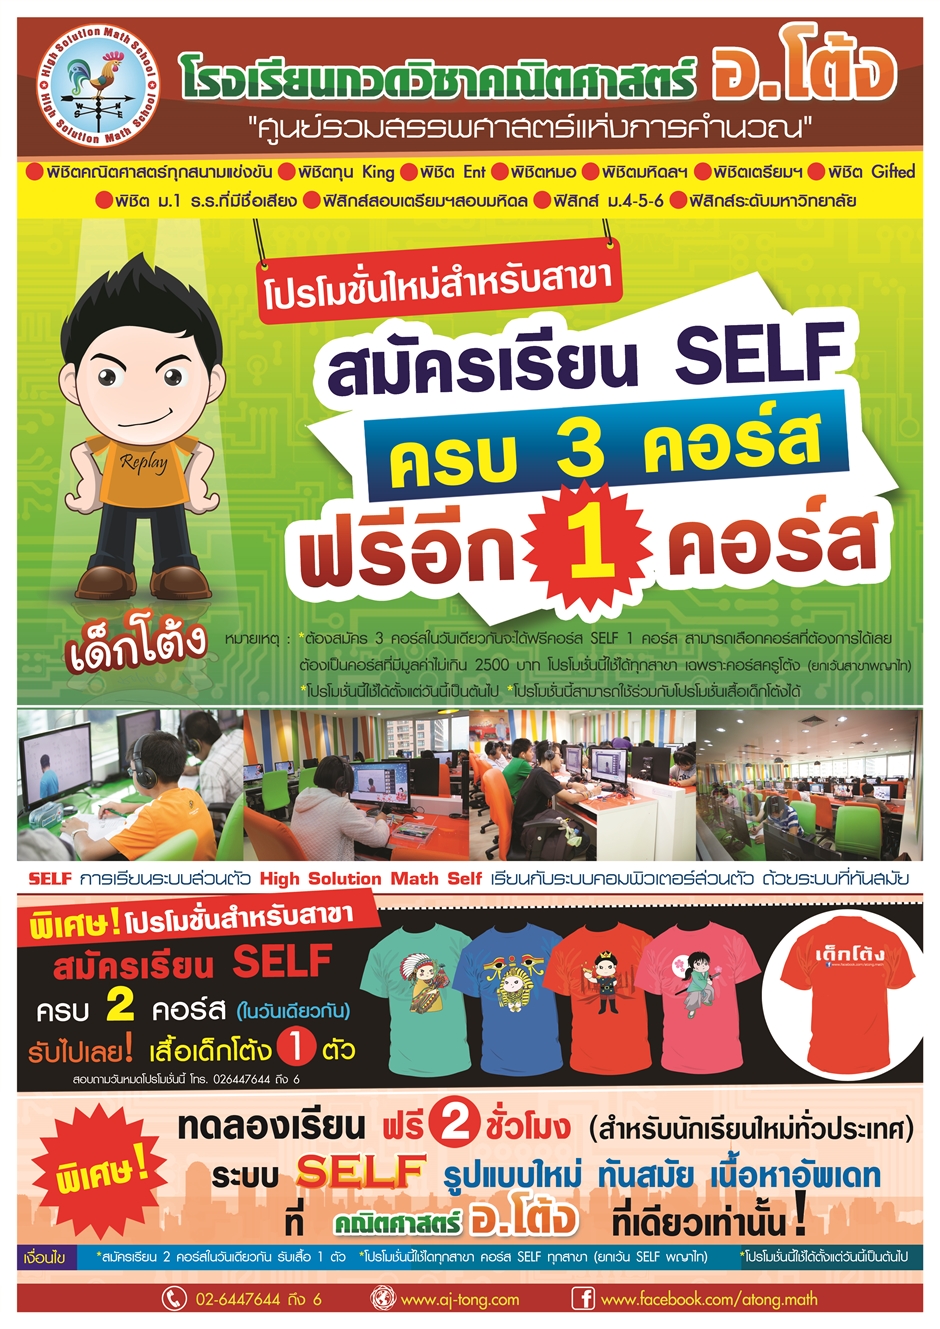 High Solution Math School
High Solution Math School
โรงเรียนกวดวิชาคณิตศาสตร์ อ.โต้ง
"ศูนย์รวมสรรพศาสตร์แห่งการคำนวณ"
พิชิตคณิตศาสตร์ทุกสนามแข่งขัน พิชิตทุน King พิชิต Ent พิชิตหมอ พิชิตมหิดลฯ พิชิตเตรียมฯ พิชิต Gifted
พิชิต ม.1 ร.ร.ที่มีชื่อเสียง ฟิสิกส์สอบเตรียมฯสอบมหิดล ฟิสิกส์ ม.4-5-6 ฟิสิกส์ระดับมหาวิทยาลัย
โปรโมชั่นใหม่สำหรับสาขา
สมัครเรียน SELF
ครบ 3 คอร์ส
ฟรีอีก 1 คอร์ส
Replay
เด็กโต้ง
หมายเหตุ : *ต้องสมัคร 3 คอร์สในวันเดียวกันจะได้ฟรีคอร์ส SELF 1 คอร์ส สามารถเลือกคอร์สที่ต้องการได้เลย
ต้องเป็นคอร์สที่มีมูลค่าไม่เกิน 2500 บาท โปรโมชั่นนี้ใช้ได้ทุกสาขา เฉพาะคอร์สครูโต้ง (ยกเว้นสาขาพญาไท)
*โปรโมชั่นนี้ใช้ได้ตั้งแต่วันนี้เป็นต้นไป *โปรโมชั่นนี้สามารถใช้ร่วมกับโปรโมชั่นเสื้อเด็กโต้งได้
SELF การเรียนระบบส่วนตัว High Solution Math Self เรียนกับระบบคอมพิวเตอร์ส่วนตัว ด้วยระบบที่ทันสมัย
พิเศษ! โปรโมชั่นสำหรับสาขา
สมัครเรียน SELF
ครบ 2 คอร์ส (ในวันเดียวกัน)
รับไปเลย! เสื้อเด็กโต้ง 1 ตัว
สอบถามวันหมดโปรโมชั่นนี้ โทร. 026447644 ถึง 6
เด็กโต้ง
www.facebook.com/atong.math
พิเศษ!
ทดลองเรียน ฟรี 2 ชั่วโมง (สำหรับนักเรียนใหม่ทั่วประเทศ)
ระบบ SELF รูปแบบใหม่ ทันสมัย เนื้อหาอัพเดท
ที่ คณิตศาสตร์ อ.โต้ง ที่เดียวเท่านั้น!
เงื่อนไข *สมัครเรียน 2 คอร์สในวันเดียวกัน รับเสื้อ 1 ตัว *โปรโมชั่นนี้ใช้ได้ทุกสาขา คอร์ส SELF ทุกสาขา (ยกเว้น SELF พญาไท) *โปรโมชั่นนี้ใช้ได้ตั้งแต่วันนี้เป็นต้นไป
02-6447644 ถึง 6 www.aj-tong.com www.facebook.com/atong.math